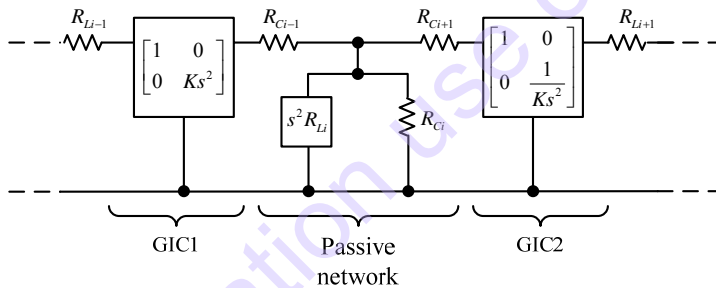 R_{Li-1}
R_{Ci-1}
R_{Ci+1}
R_{Li+1}
1 0
0 Ks^2
1 0
0 1/Ks^2
s^2 R_{Li}
R_{Ci}
GIC1
Passive
network
GIC2